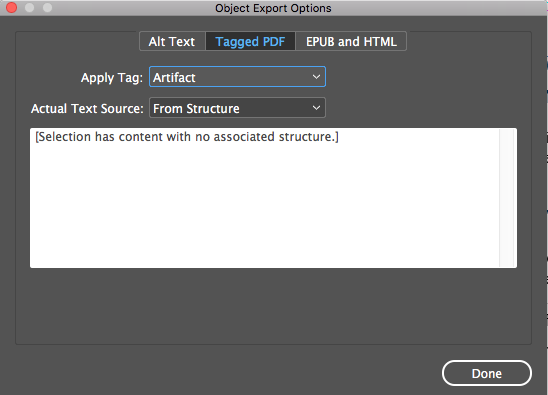 Object Export Options
Alt Text Tagged PDF EPUB and HTML
Apply Tag: Artifact
Actual Text Source: From Structure
[Selection has content with no associated structure.]
Done